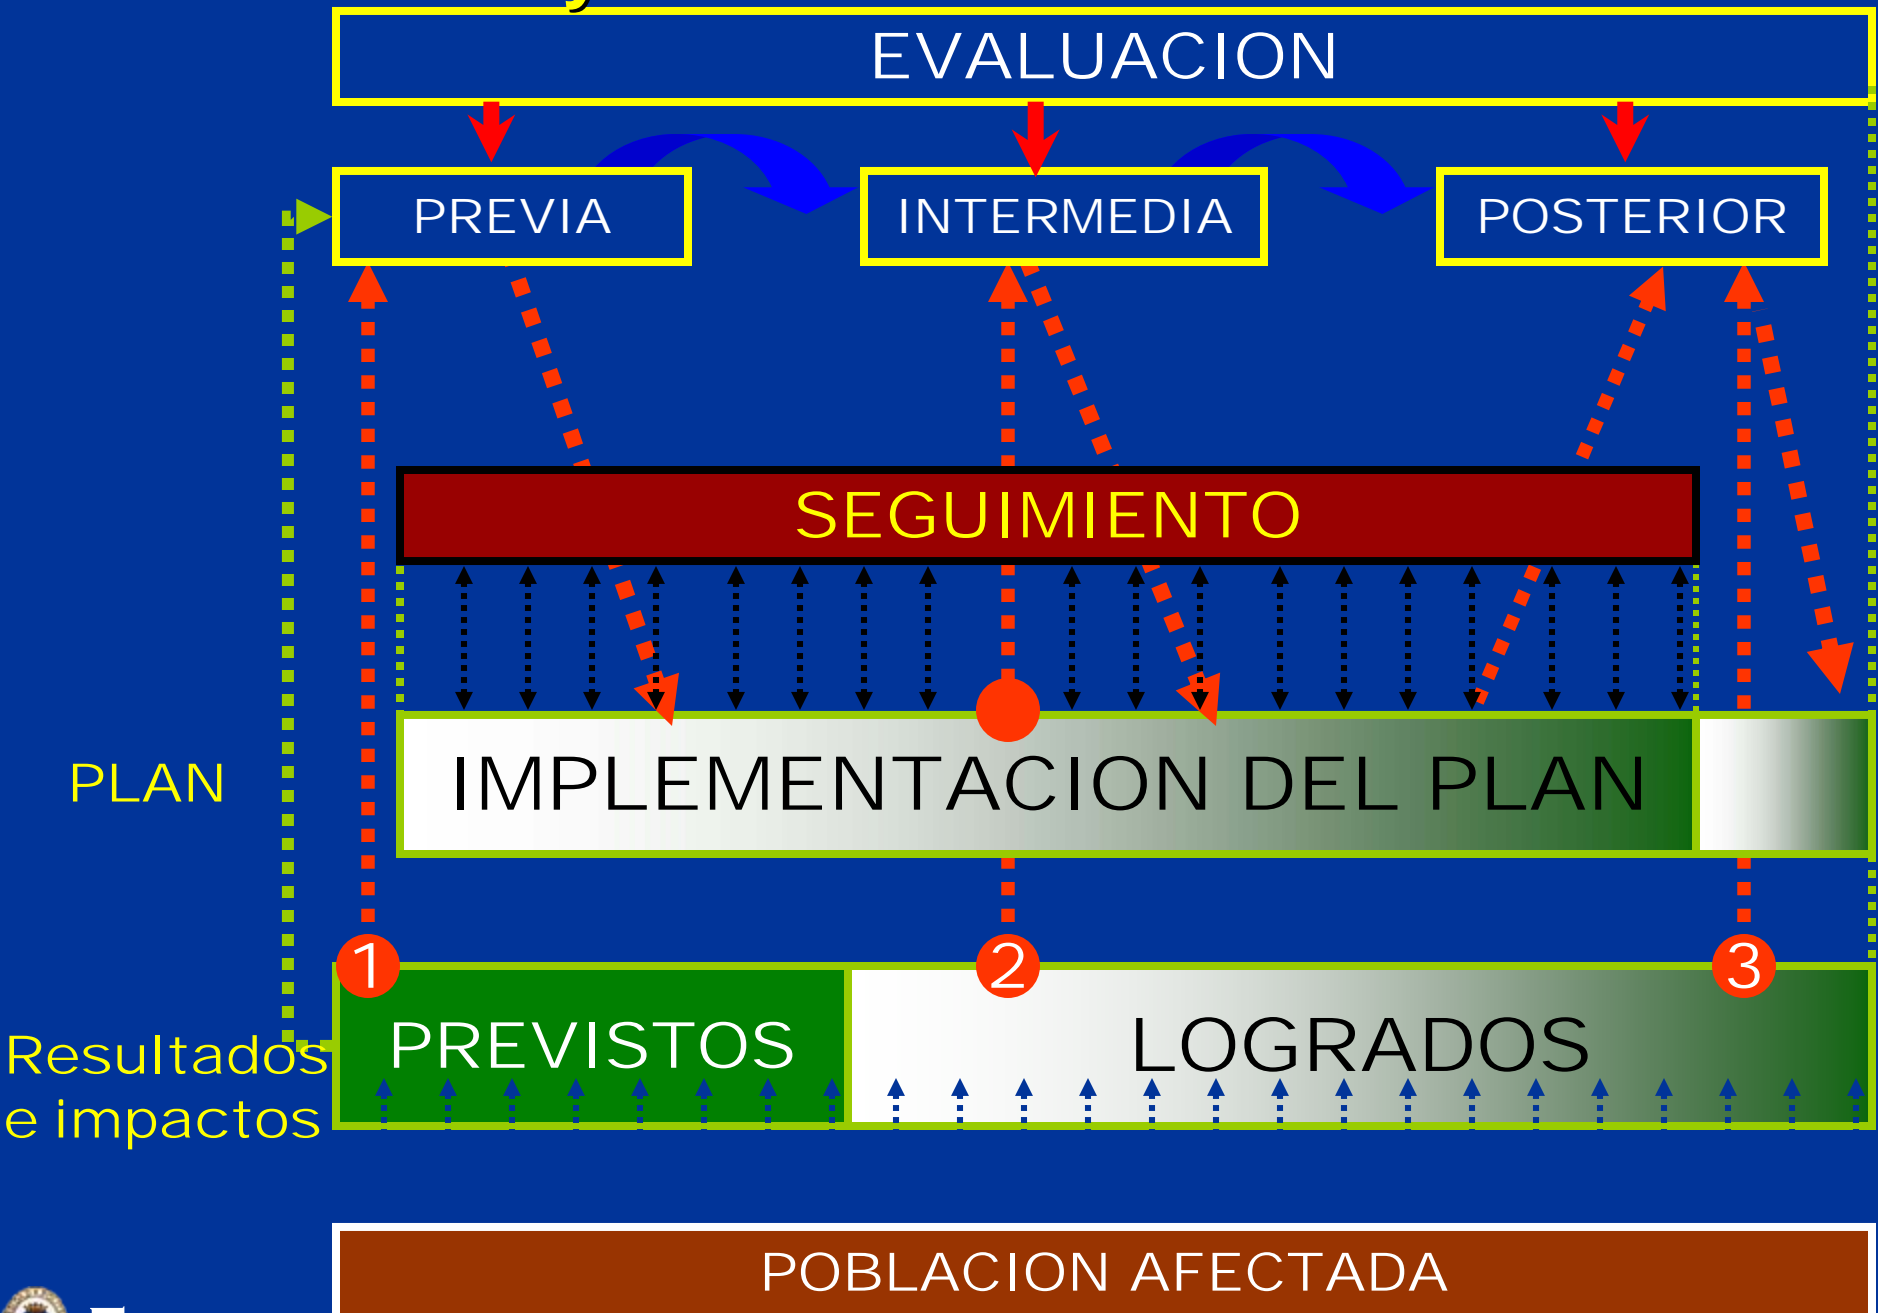 EVALUACION
PREVIA
INTERMEDIA
POSTERIOR
SEGUIMIENTO
PLAN
IMPLEMENTACION DEL PLAN
1
2
3
Resultados
e impactos
PREVISTOS
LOGRADOS
POBLACION AFECTADA